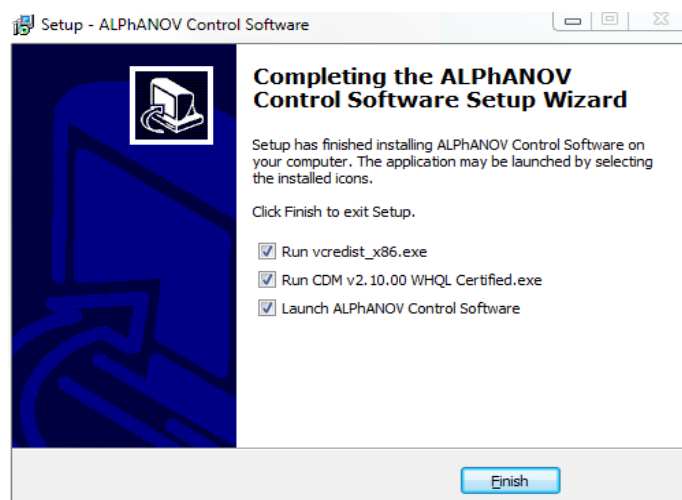 Setup - ALPhANOV Control Software
Completing the ALPhANOV
Control Software Setup Wizard
Setup has finished installing ALPhANOV Control Software on
your computer. The application may be launched by selecting
the installed icons.
Click Finish to exit Setup.
Run vcredist_x86.exe
Run CDM v2.10.00 WHQL Certified.exe
Launch ALPhANOV Control Software
Finish